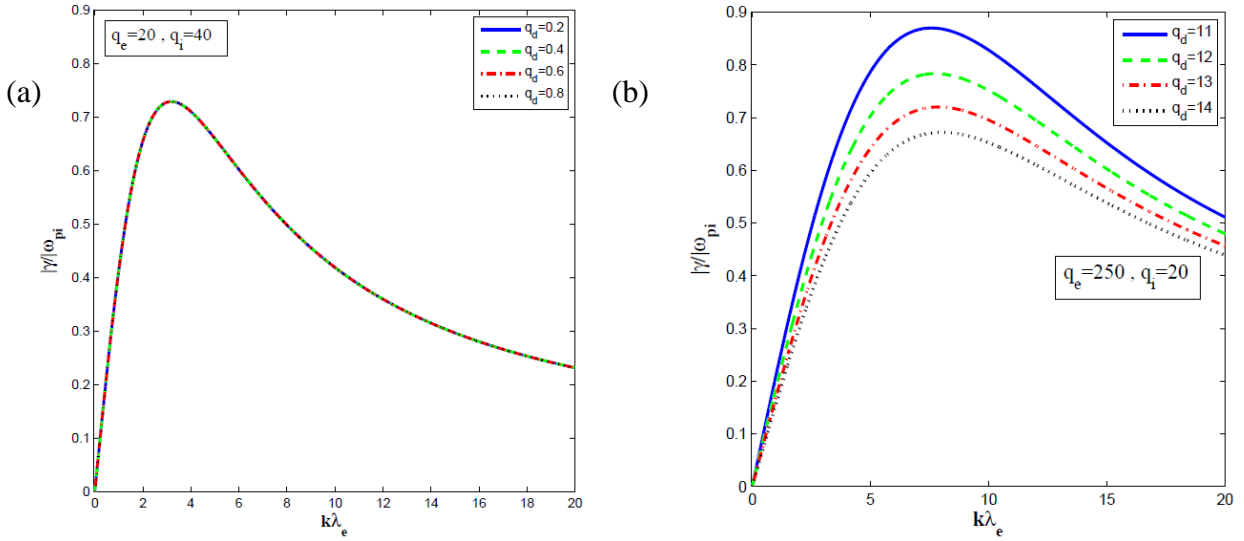 (a)
0.9
0.8
0.7
0.6
0.5
0.4
0.3
0.2
0.1
0
|γ/|ω_pi
q_e=20 , q_i=40
q_d=0.2
q_d=0.4
q_d=0.6
q_d=0.8
0 2 4 6 8 10 12 14 16 18 20
kλ_e
(b)
0.9
0.8
0.7
0.6
0.5
0.4
0.3
0.2
0.1
0
|γ/|ω_pi
q_d=11
q_d=12
q_d=13
q_d=14
q_e=250 , q_i=20
0 5 10 15 20
kλ_e